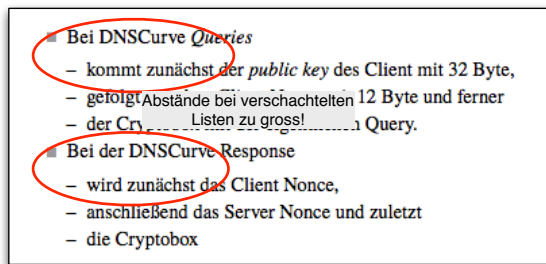 Bei DNSCurve Queries
– kommt zunächst der public key des Client mit 32 Byte,
– gefolgt 12 Byte und ferner
Abstände bei verschachtelten
Listen zu gross!
– der Query.
Bei der DNSCurve Response
– wird zunächst das Client Nonce,
– anschließend das Server Nonce und zuletzt
– die Cryptobox